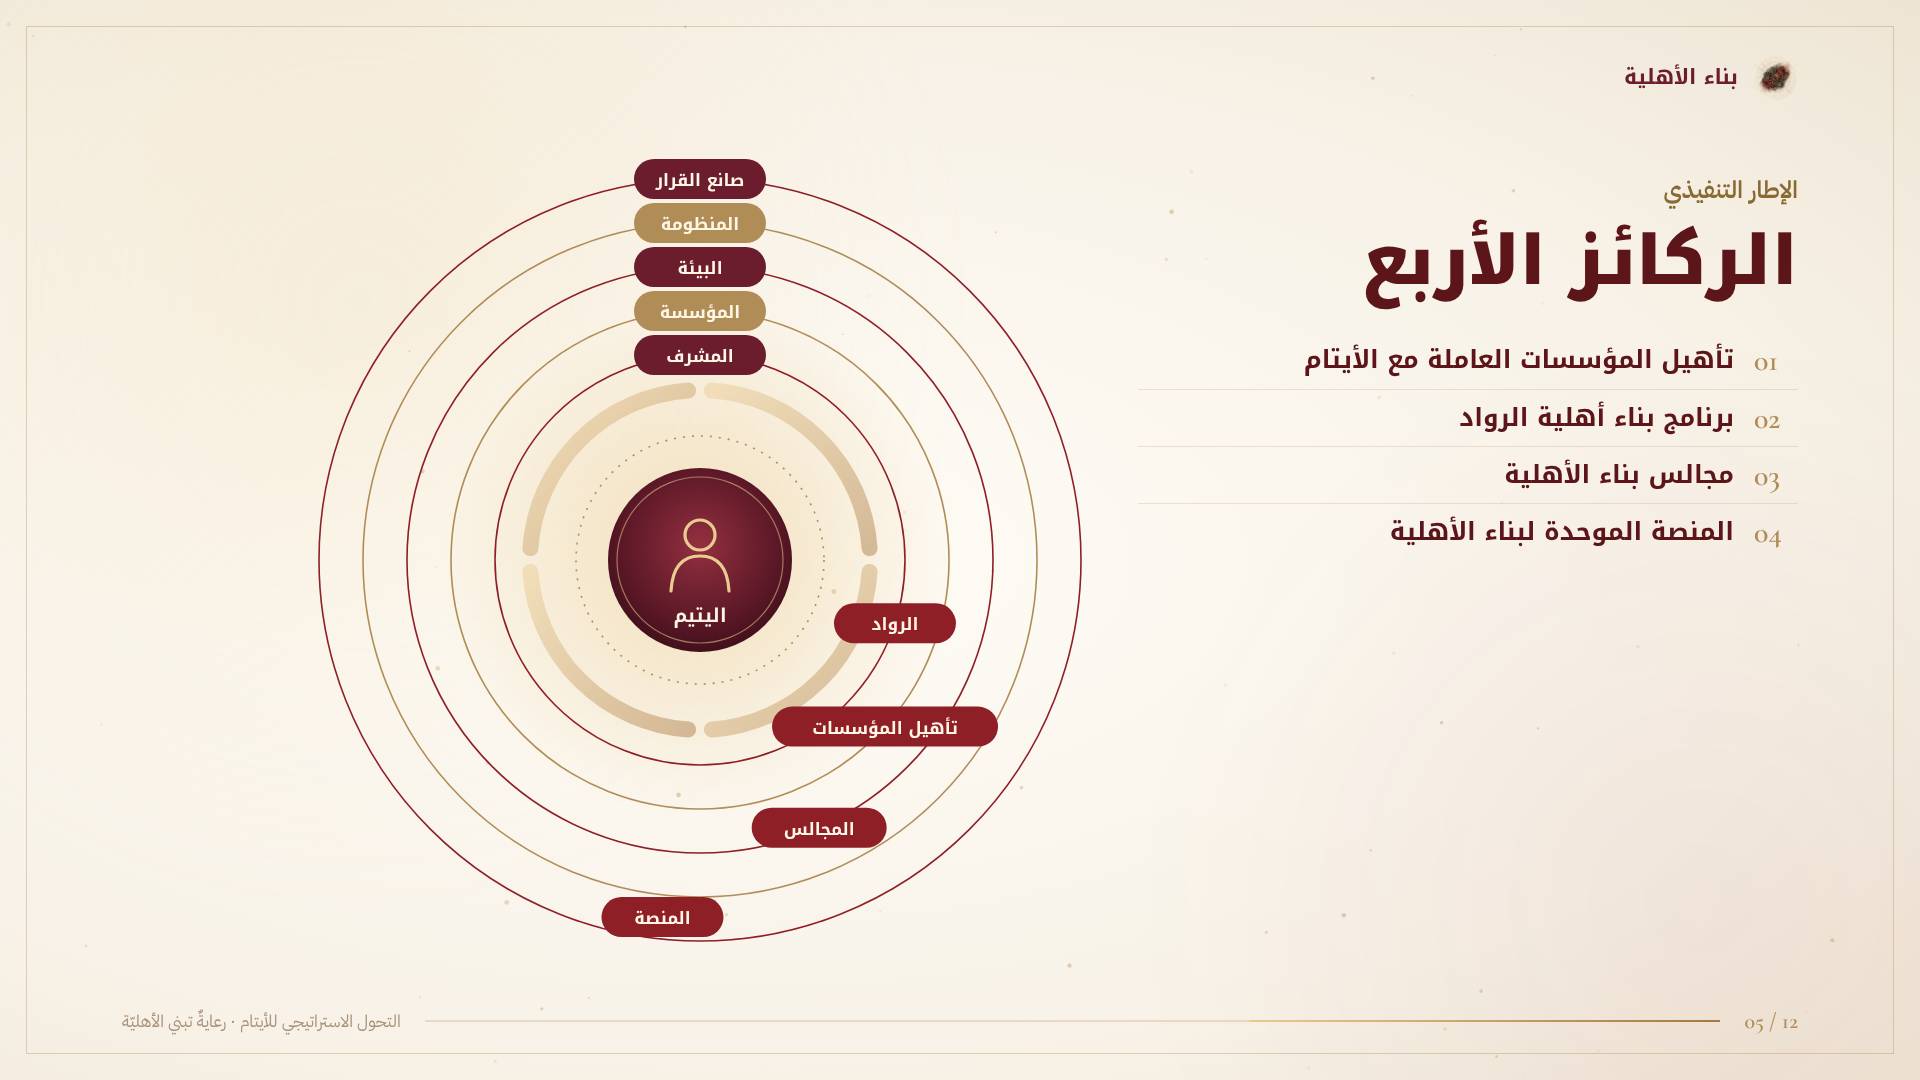 بناء الأهلية
الإطار التنفيذي
الركائز الأربع
01 تأهيل المؤسسات العاملة مع الأيتام
02 برنامج بناء أهلية الرواد
03 مجالس بناء الأهلية
04 المنصة الموحدة لبناء الأهلية
صانع القرار
المنظومة
البيئة
المؤسسة
المشرف
اليتيم
الرواد
تأهيل المؤسسات
المجالس
المنصة
05 / 12
التحول الاستراتيجي للأيتام · رعايةٌ تبني الأهليّة